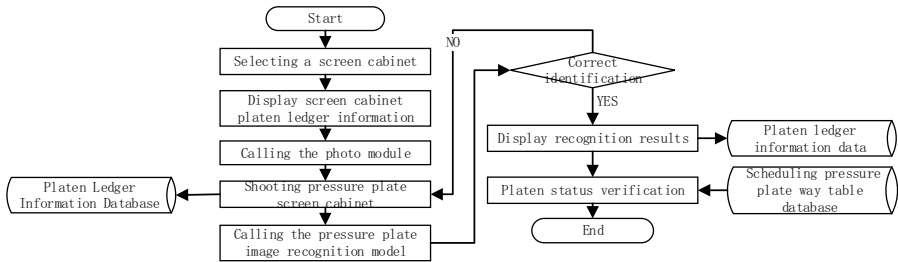 Start
Selecting a screen cabinet
Display screen cabinet
platen ledger information
Calling the photo module
Shooting pressure plate
screen cabinet
Platen Ledger
Information Database
Calling the pressure plate
image recognition model
NO
Correct
identification
YES
Display recognition results
Platen ledger
information data
Platen status verification
Scheduling pressure
plate way table
database
End